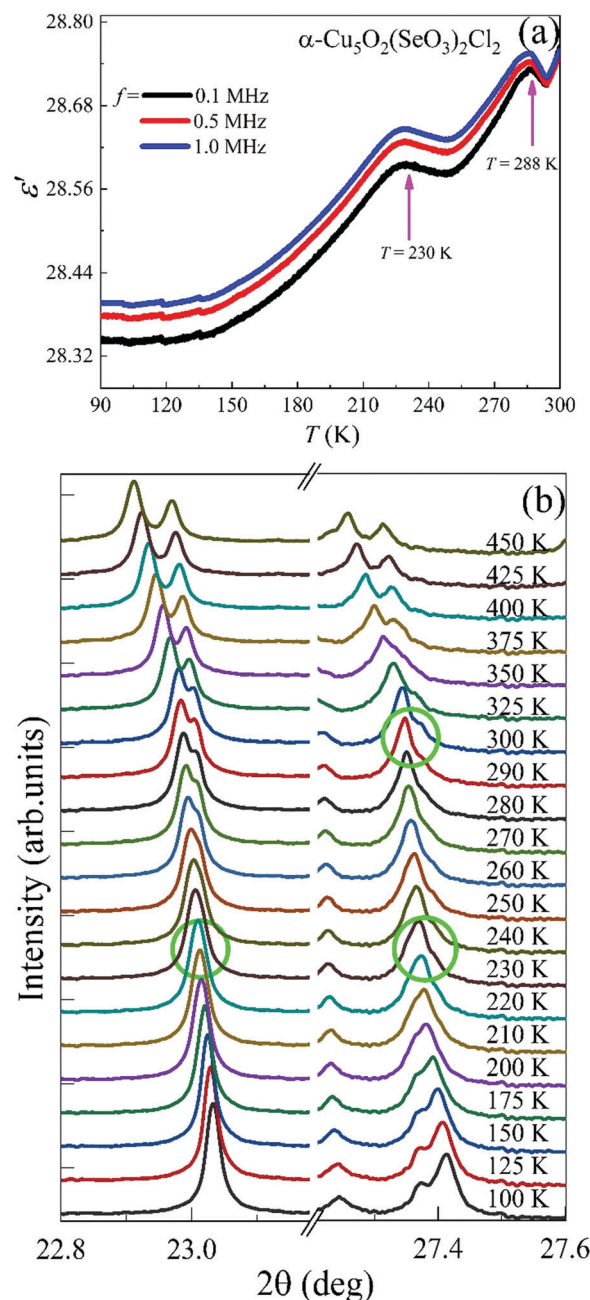 (a)
α-Cu5O2(SeO3)2Cl2
f = 0.1 MHz
0.5 MHz
1.0 MHz
28.80
28.68
28.56
28.44
28.32
ε′
T = 288 K
T = 230 K
90 120 150 180 210 240 270 300
T (K)
(b)
450 K
425 K
400 K
375 K
350 K
325 K
300 K
290 K
280 K
270 K
260 K
250 K
240 K
230 K
220 K
210 K
200 K
175 K
150 K
125 K
100 K
Intensity (arb.units)
22.8 23.0 27.4 27.6
2θ (deg)